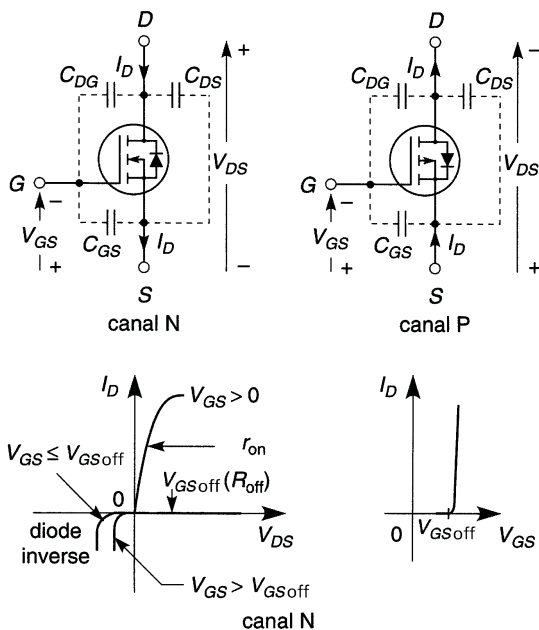 D
D
+
–
I_D
I_D
C_DG
C_DS
C_DG
C_DS
V_DS
V_DS
G
G
–
–
V_GS
V_GS
+
+
C_GS
C_GS
I_D
I_D
–
+
S
S
canal N
canal P
I_D
V_GS > 0
V_GS ≤ V_GSoff
r_on
V_GSoff (R_off)
0
diode
inverse
V_DS
V_GS > V_GSoff
canal N
I_D
0
V_GSoff
V_GS